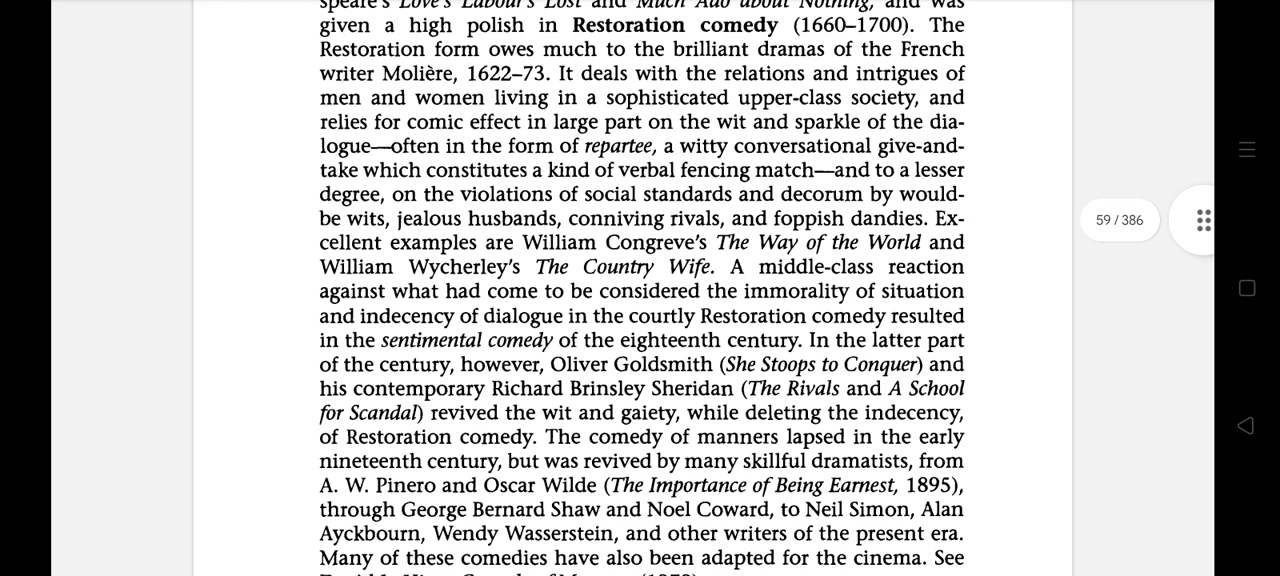 speare's Love's Labour's Lost and Much Ado about Nothing, and was
given a high polish in Restoration comedy (1660–1700). The
Restoration form owes much to the brilliant dramas of the French
writer Molière, 1622–73. It deals with the relations and intrigues of
men and women living in a sophisticated upper-class society, and
relies for comic effect in large part on the wit and sparkle of the dia-
logue—often in the form of repartee, a witty conversational give-and-
take which constitutes a kind of verbal fencing match—and to a lesser
degree, on the violations of social standards and decorum by would-
be wits, jealous husbands, conniving rivals, and foppish dandies. Ex-
cellent examples are William Congreve's The Way of the World and
William Wycherley's The Country Wife. A middle-class reaction
against what had come to be considered the immorality of situation
and indecency of dialogue in the courtly Restoration comedy resulted
in the sentimental comedy of the eighteenth century. In the latter part
of the century, however, Oliver Goldsmith (She Stoops to Conquer) and
his contemporary Richard Brinsley Sheridan (The Rivals and A School
for Scandal) revived the wit and gaiety, while deleting the indecency,
of Restoration comedy. The comedy of manners lapsed in the early
nineteenth century, but was revived by many skillful dramatists, from
A. W. Pinero and Oscar Wilde (The Importance of Being Earnest, 1895),
through George Bernard Shaw and Noel Coward, to Neil Simon, Alan
Ayckbourn, Wendy Wasserstein, and other writers of the present era.
Many of these comedies have also been adapted for the cinema. See
59 / 386